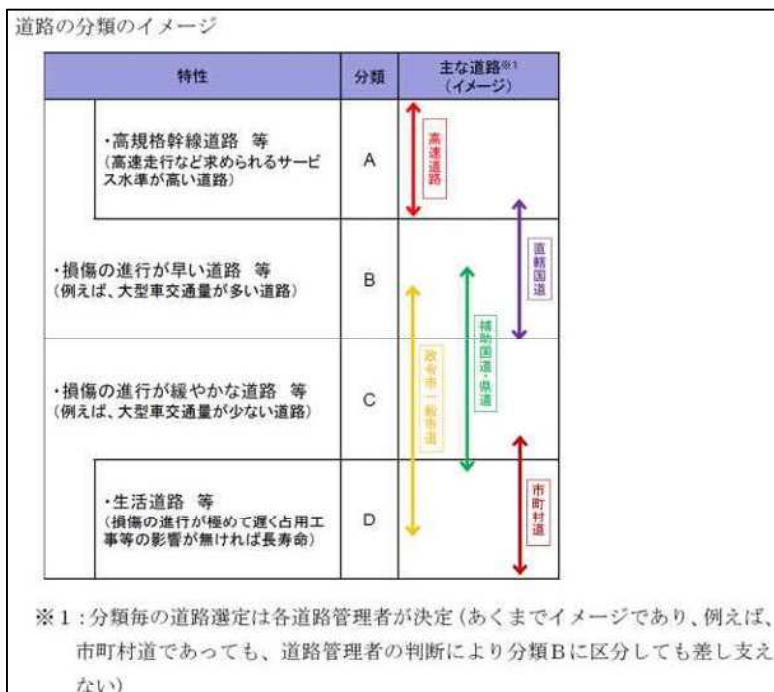 道路の分類のイメージ
特性
分類
主な道路※1
(イメージ)
・高規格幹線道路 等
(高速走行など求められるサービ
ス水準が高い道路)
A
高速道路
・損傷の進行が早い道路 等
(例えば、大型車交通量が多い道路)
B
直轄国道
・損傷の進行が緩やかな道路 等
(例えば、大型車交通量が少ない道路)
C
政令市一般市道
補助国道・県道
・生活道路 等
(損傷の進行が極めて遅く占用工
事等の影響が無ければ長寿命)
D
市町村道
※1:分類毎の道路選定は各道路管理者が決定(あくまでイメージであり、例えば、
市町村道であっても、道路管理者の判断により分類Bに区分しても差し支え
ない)